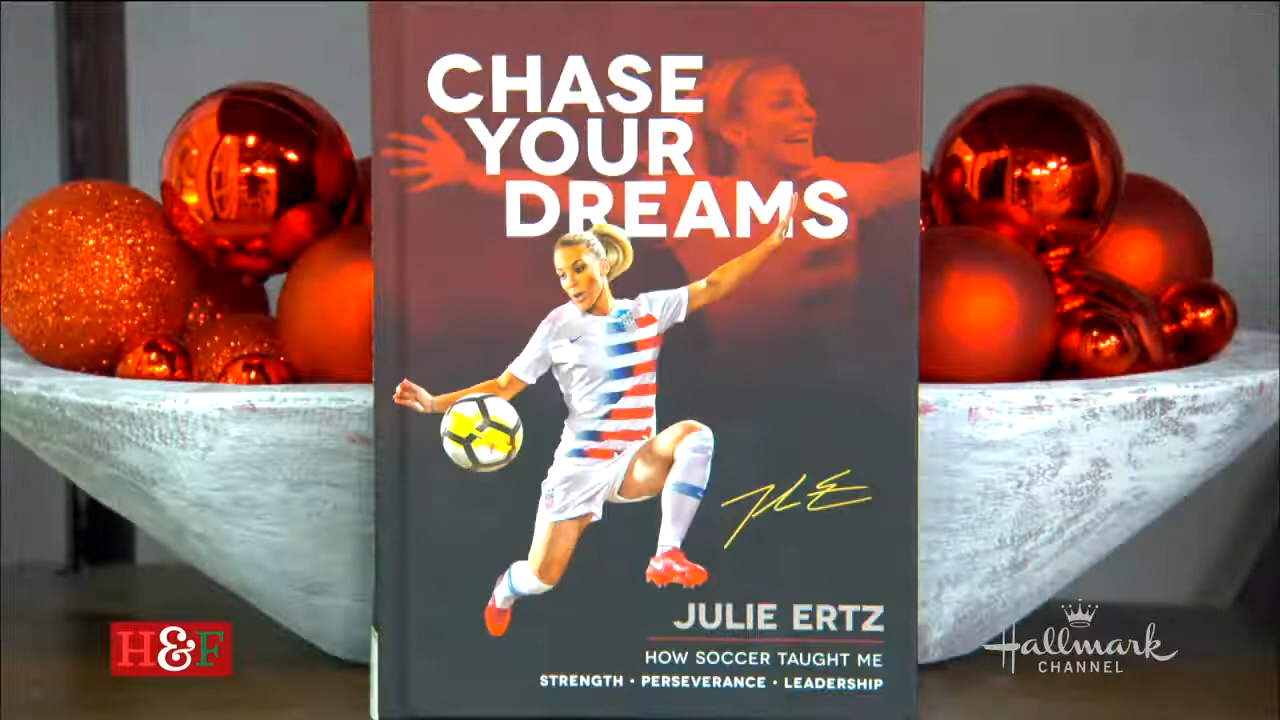 CHASE
YOUR
DREAMS
JULIE ERTZ
HOW SOCCER TAUGHT ME
STRENGTH • PERSEVERANCE • LEADERSHIP
H&F
Hallmark
CHANNEL